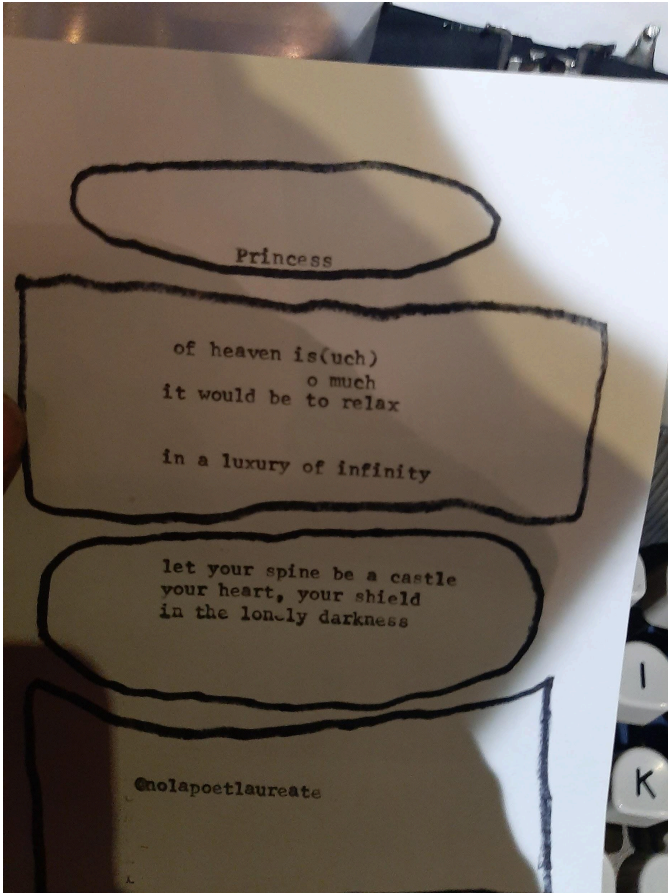 Princess
of heaven is(uch)
o much
it would be to relax
in a luxury of infinity
let your spine be a castle
your heart, your shield
in the lonely darkness
@nolapoetlaureate
I
K